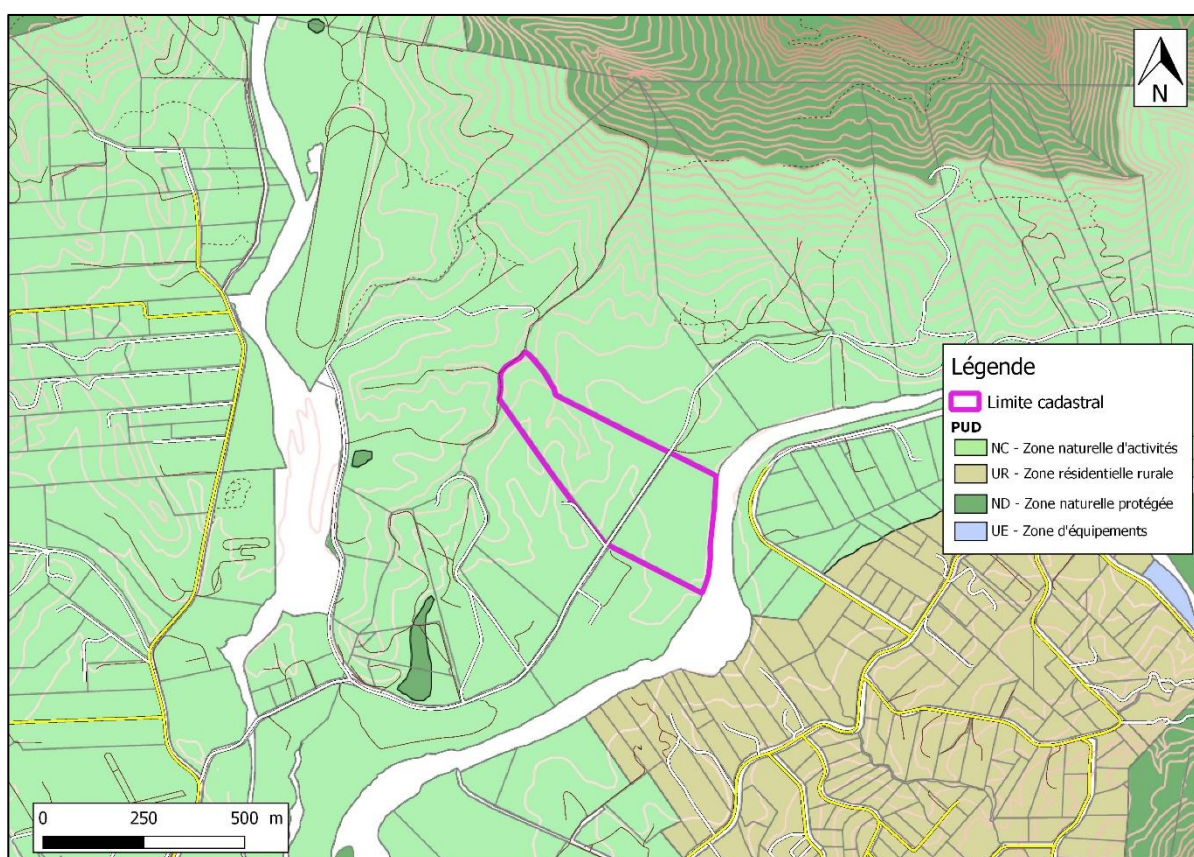 N
Légende
Limite cadastral
PUD
NC - Zone naturelle d'activités
UR - Zone résidentielle rurale
ND - Zone naturelle protégée
UE - Zone d'équipements
0 250 500 m